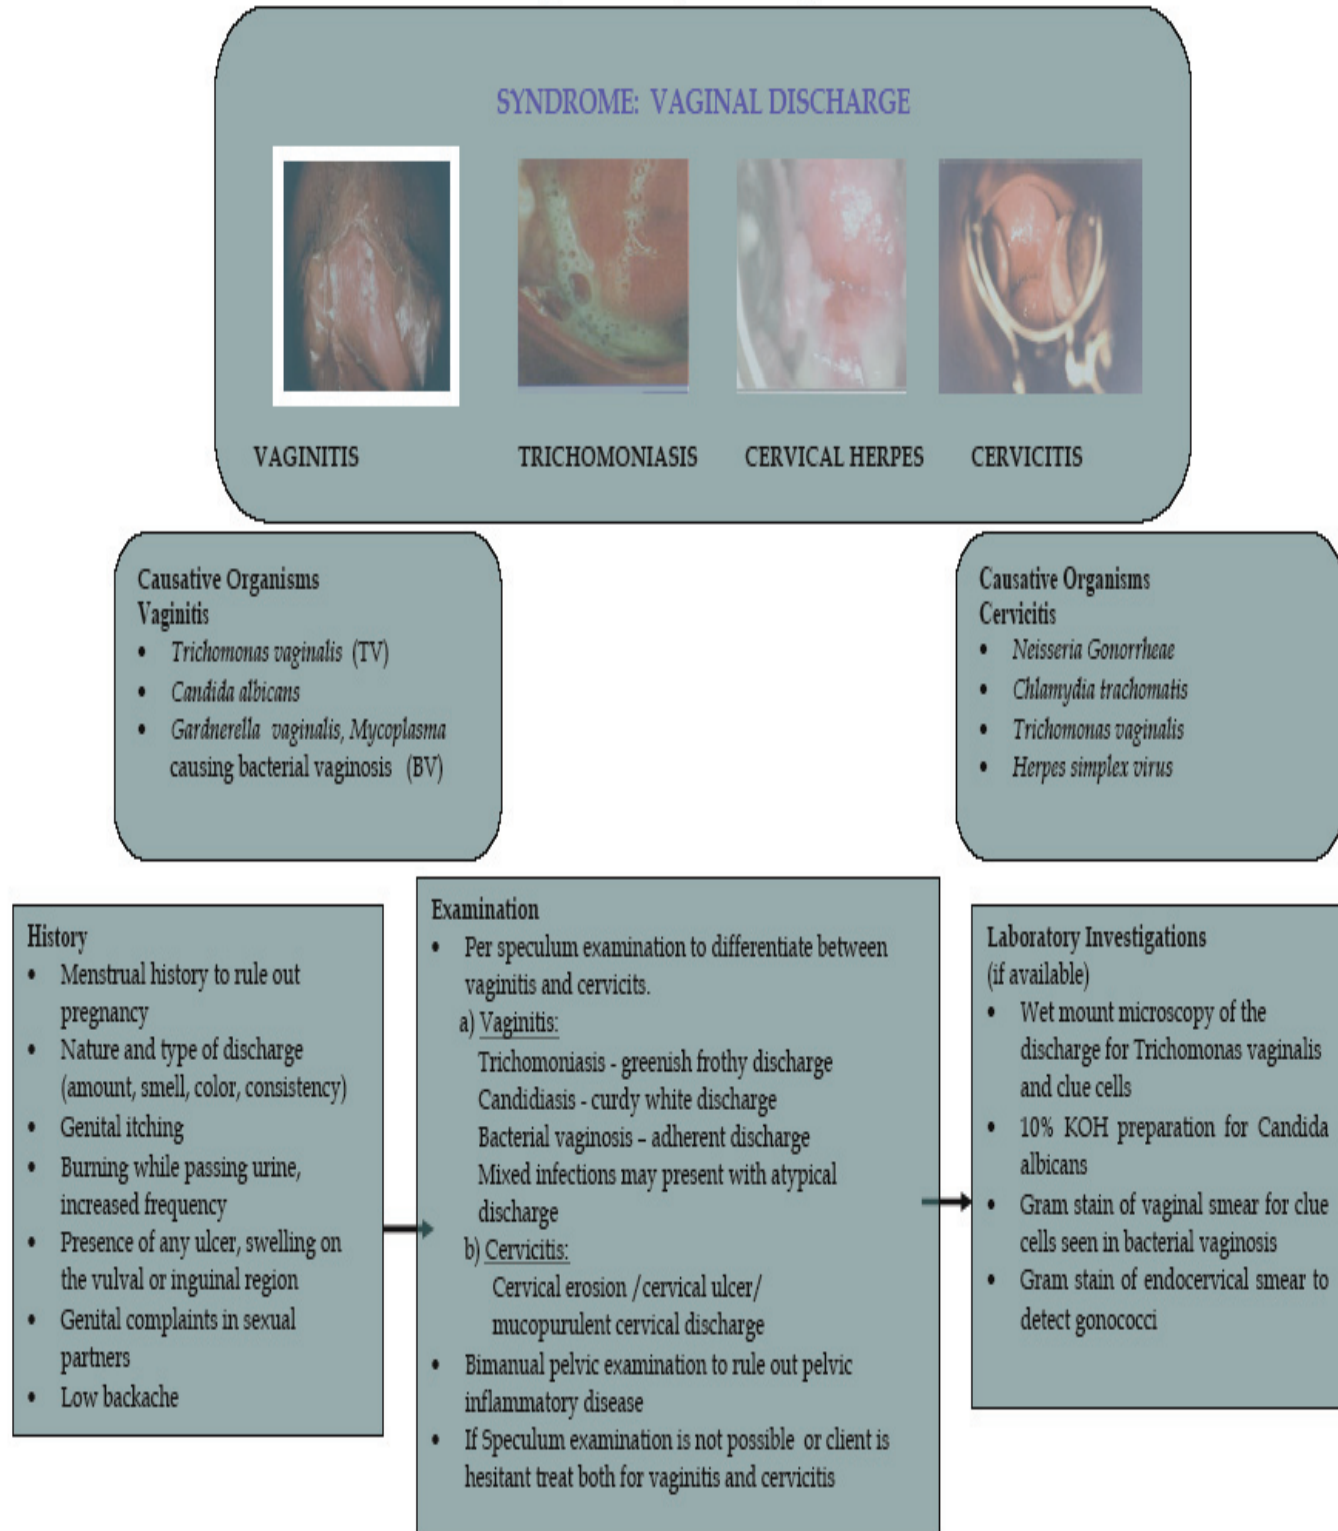 SYNDROME: VAGINAL DISCHARGE
VAGINITIS
TRICHOMONIASIS
CERVICAL HERPES
CERVICITIS
Causative Organisms
Vaginitis
• Trichomonas vaginalis (TV)
• Candida albicans
• Gardnerella vaginalis, Mycoplasma
causing bacterial vaginosis (BV)
Causative Organisms
Cervicitis
• Neisseria Gonorrheae
• Chlamydia trachomatis
• Trichomonas vaginalis
• Herpes simplex virus
History
• Menstrual history to rule out
pregnancy
• Nature and type of discharge
(amount, smell, color, consistency)
• Genital itching
• Burning while passing urine,
increased frequency
• Presence of any ulcer, swelling on
the vulval or inguinal region
• Genital complaints in sexual
partners
• Low backache
Examination
• Per speculum examination to differentiate between
vaginitis and cervicits.
a) Vaginitis:
Trichomoniasis - greenish frothy discharge
Candidiasis - curdy white discharge
Bacterial vaginosis – adherent discharge
Mixed infections may present with atypical
discharge
b) Cervicitis:
Cervical erosion /cervical ulcer/
mucopurulent cervical discharge
• Bimanual pelvic examination to rule out pelvic
inflammatory disease
• If Speculum examination is not possible or client is
hesitant treat both for vaginitis and cervicitis
Laboratory Investigations
(if available)
• Wet mount microscopy of the
discharge for Trichomonas vaginalis
and clue cells
• 10% KOH preparation for Candida
albicans
• Gram stain of vaginal smear for clue
cells seen in bacterial vaginosis
• Gram stain of endocervical smear to
detect gonococci